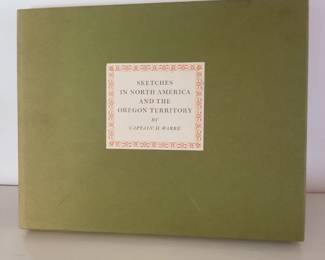 SKETCHES
IN NORTH AMERICA
AND THE
OREGON TERRITORY
BY
CAPTAIN H. WARRE